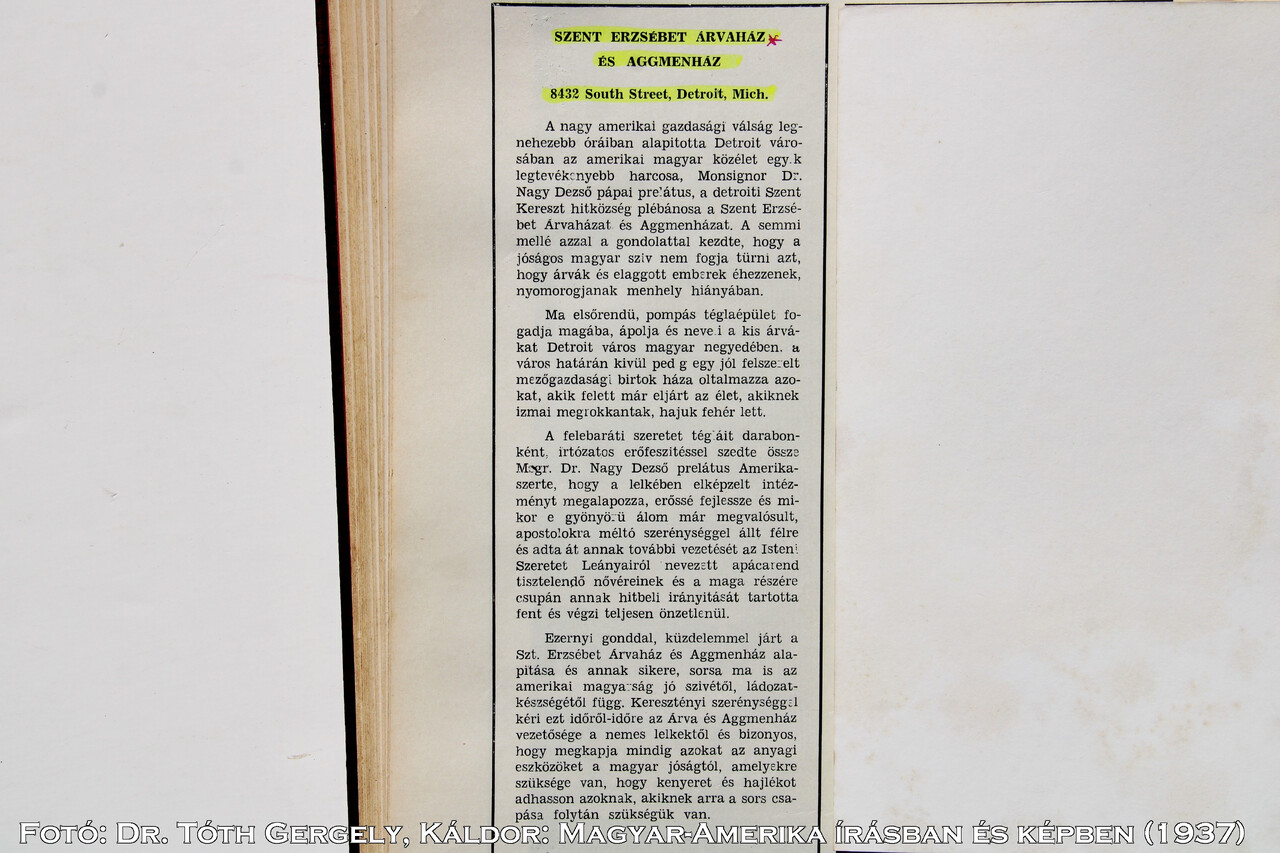 SZENT ERZSÉBET ÁRVAHÁZ
ÉS AGGMENHÁZ
8432 South Street, Detroit, Mich.
A nagy amerikai gazdasági válság leg-
nehezebb óráiban alapitotta Detroit váro-
sában az amerikai magyar közélet egy.k
legtevékenyebb harcosa, Monsignor Dr.
Nagy Dezső pápai pre'átus, a detroiti Szent
Kereszt hitközség plébánosa a Szent Erzsé-
bet Árvaházat és Aggmenházat. A semmi
mellé azzal a gondolattal kezdte, hogy a
jóságos magyar szív nem fogja türni azt,
hogy árvák és elaggott emberek éhezzenek,
nyomorogjanak menhely hiányában.
Ma elsőrendü, pompás téglaépület fo-
gadja magába, ápolja és neve.i a kis árvá-
kat Detroit város magyar negyedében, a
város határán kivül ped g egy jól felszerelt
mezőgazdasági birtok háza oltalmazza azo-
kat, akik felett már eljárt az élet, akiknek
izmai megrokkantak, hajuk fehér lett.
A felebaráti szeretet tég'áit darabon-
ként, irtózatos erőfeszitéssel szedte össze
Msgr. Dr. Nagy Dezső prelátus Amerika-
szerte, hogy a lelkében elképzelt intéz-
ményt megalapozza, erőssé fejlessze és mi-
kor e gyönyörü álom már megvalósult,
apostolokra méltó szerénységgel állt félre
és adta át annak további vezetését az Isteni
Szeretet Leányairól nevezett apácarend
tisztelendő nővéreinek és a maga részére
csupán annak hitbeli irányitását tartotta
fent és végzi teljesen önzetlenül.
Ezernyi gonddal, küzdelemmel járt a
Szt. Erzsébet Árvaház és Aggmenház ala-
pitása és annak sikere, sorsa ma is az
amerikai magyarság jó szivétől, ládozat-
készségétől függ. Keresztényi szerénységgel
kéri ezt időről-időre az Árva és Aggmenház
vezetősége a nemes lelkektől és bizonyos,
hogy megkapja mindig azokat az anyagi
eszközöket a magyar jóságtól, amelyekre
szüksége van, hogy kenyeret és hajlékot
adhasson azoknak, akiknek arra a sors csa-
pása folytán szükségük van.
Fotó: Dr. Tóth Gergely, Káldor: Magyar-Amerika írásban és képben (1937)